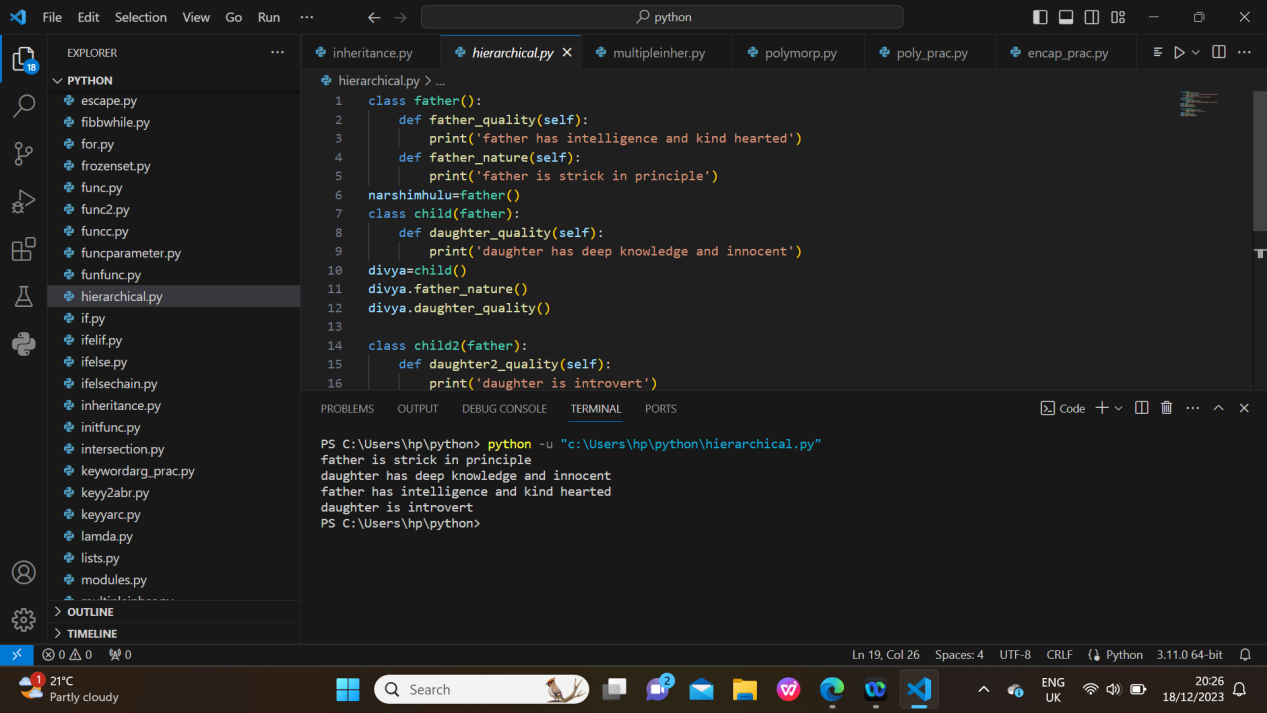 File Edit Selection View Go Run ··· python
EXPLORER ···
18
PYTHON
escape.py
fibbwhile.py
for.py
frozenset.py
func.py
func2.py
funcc.py
funcparameter.py
funfunc.py
hierarchical.py
if.py
ifelif.py
ifelse.py
ifelsechain.py
inheritance.py
initfunc.py
intersection.py
keywordarg_prac.py
keyy2abr.py
keyyarc.py
lamda.py
lists.py
modules.py
OUTLINE
TIMELINE
inheritance.py hierarchical.py multipleinher.py polymorp.py poly_prac.py encap_prac.py
hierarchical.py > ...
1 class father():
2 def father_quality(self):
3 print('father has intelligence and kind hearted')
4 def father_nature(self):
5 print('father is strick in principle')
6 narshimhulu=father()
7 class child(father):
8 def daughter_quality(self):
9 print('daughter has deep knowledge and innocent')
10 divya=child()
11 divya.father_nature()
12 divya.daughter_quality()
13
14 class child2(father):
15 def daughter2_quality(self):
16 print('daughter is introvert')
PROBLEMS OUTPUT DEBUG CONSOLE TERMINAL PORTS Code
PS C:\Users\hp\python> python -u "c:\Users\hp\python\hierarchical.py"
father is strick in principle
daughter has deep knowledge and innocent
father has intelligence and kind hearted
daughter is introvert
PS C:\Users\hp\python>
0 0 0 Ln 19, Col 26 Spaces: 4 UTF-8 CRLF Python 3.11.0 64-bit
1
21°C
Partly cloudy
Search
2
ENG
UK
20:26
18/12/2023